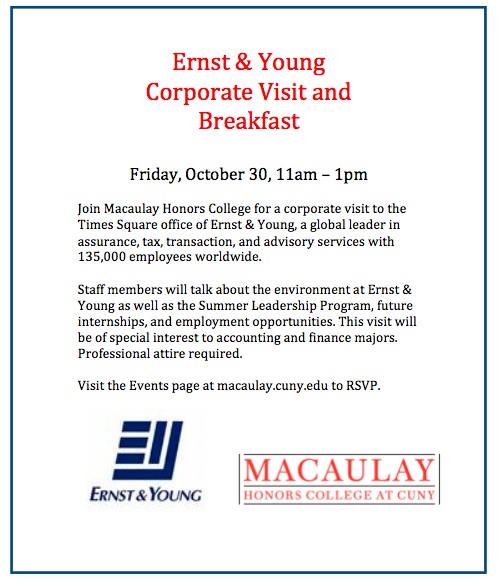 Ernst & Young
Corporate Visit and
Breakfast
Friday, October 30, 11am – 1pm
Join Macaulay Honors College for a corporate visit to the
Times Square office of Ernst & Young, a global leader in
assurance, tax, transaction, and advisory services with
135,000 employees worldwide.
Staff members will talk about the environment at Ernst &
Young as well as the Summer Leadership Program, future
internships, and employment opportunities. This visit will
be of special interest to accounting and finance majors.
Professional attire required.
Visit the Events page at macaulay.cuny.edu to RSVP.
EY
ERNST & YOUNG
MACAULAY
HONORS COLLEGE AT CUNY